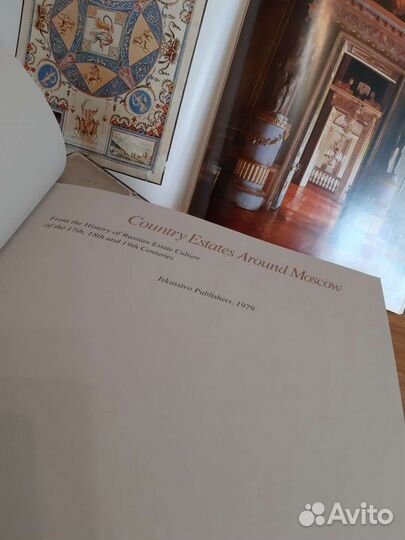 Country Estates Around Moscow
From the History of Russian Estate Culture
of the 17th, 18th and 19th Centuries
Iskusstvo Publishers, 1979
Avito